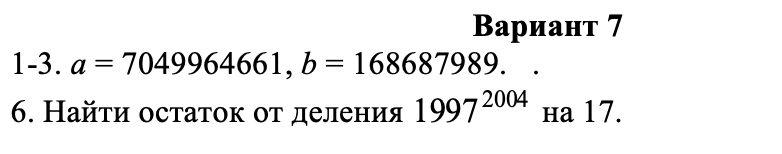 Вариант 7
1-3. a = 7049964661, b = 168687989. .
6. Найти остаток от деления 1997^2004 на 17.